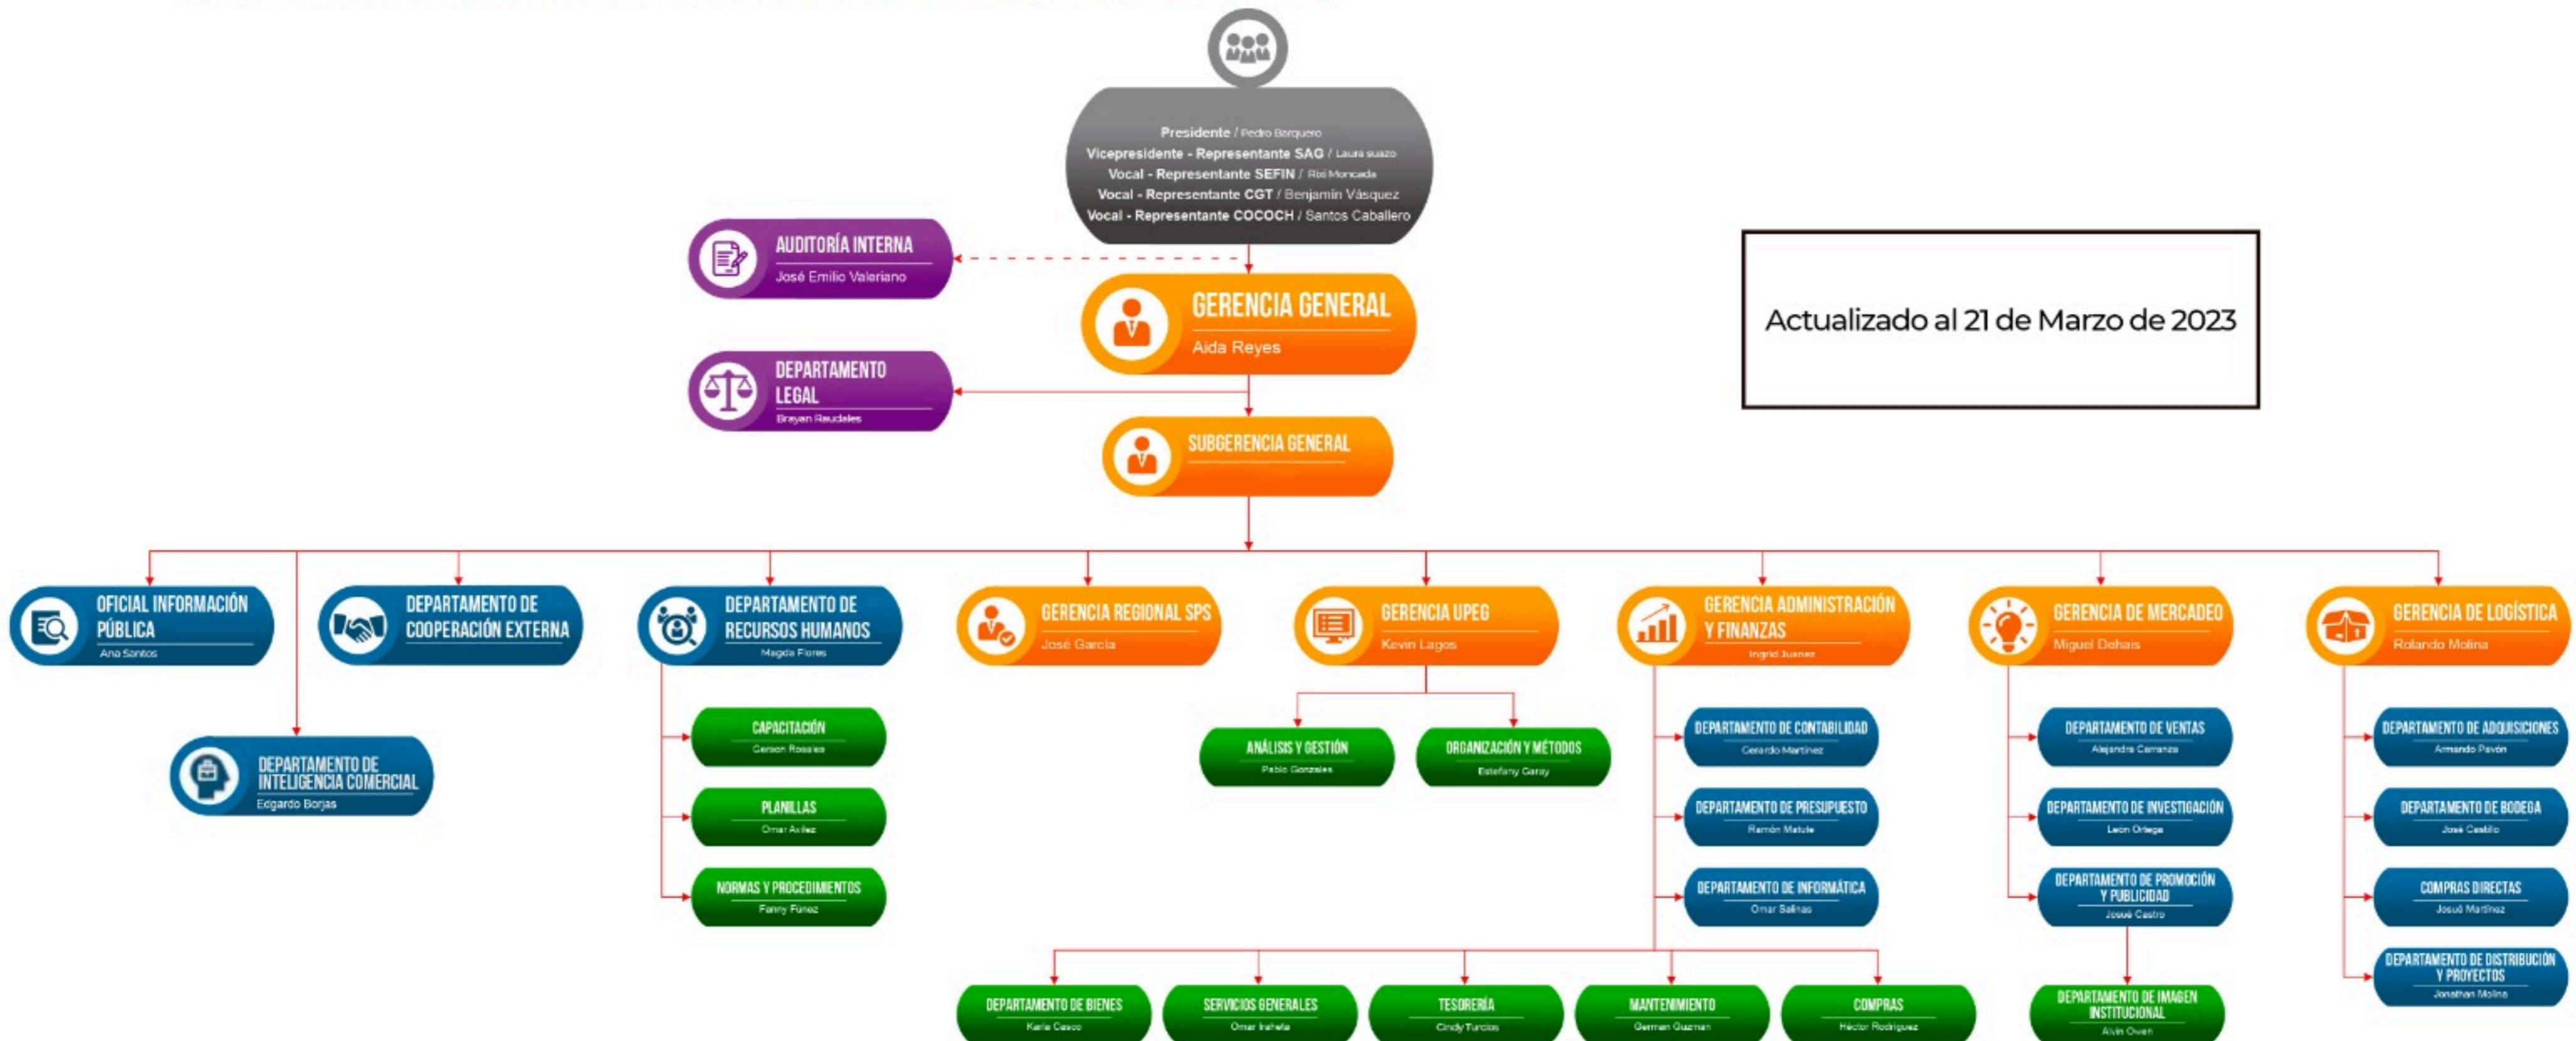 Presidente / Pedro Barquero
Vicepresidente - Representante SAG / Laura suazo
Vocal - Representante SEFIN / Rixi Moncada
Vocal - Representante CGT / Benjamín Vásquez
Vocal - Representante COCOCH / Santos Caballero
AUDITORÍA INTERNA
José Emilio Valeriano
GERENCIA GENERAL
Aida Reyes
Actualizado al 21 de Marzo de 2023
DEPARTAMENTO
LEGAL
Brayan Raudales
SUBGERENCIA GENERAL
OFICIAL INFORMACIÓN
PÚBLICA
Ana Santos
DEPARTAMENTO DE
COOPERACIÓN EXTERNA
DEPARTAMENTO DE
RECURSOS HUMANOS
Magda Flores
GERENCIA REGIONAL SPS
José García
GERENCIA UPEG
Kevin Lagos
GERENCIA ADMINISTRACIÓN
Y FINANZAS
Ingrid Juanez
GERENCIA DE MERCADEO
Miguel Dehais
GERENCIA DE LOGÍSTICA
Rolando Molina
DEPARTAMENTO DE
INTELIGENCIA COMERCIAL
Edgardo Borjas
CAPACITACIÓN
Gerson Rosales
PLANILLAS
Omar Avilez
NORMAS Y PROCEDIMIENTOS
Fanny Fúnez
ANÁLISIS Y GESTIÓN
Pablo Gonzales
ORGANIZACIÓN Y MÉTODOS
Estefany Garay
DEPARTAMENTO DE CONTABILIDAD
Gerardo Martínez
DEPARTAMENTO DE PRESUPUESTO
Ramón Matute
DEPARTAMENTO DE INFORMÁTICA
Omar Salinas
DEPARTAMENTO DE VENTAS
Alejandra Carranza
DEPARTAMENTO DE INVESTIGACIÓN
León Ortega
DEPARTAMENTO DE PROMOCIÓN
Y PUBLICIDAD
Josué Castro
DEPARTAMENTO DE ADQUISICIONES
Armando Pavón
DEPARTAMENTO DE BODEGA
José Castillo
COMPRAS DIRECTAS
Josué Martínez
DEPARTAMENTO DE DISTRIBUCIÓN
Y PROYECTOS
Jonathan Molina
DEPARTAMENTO DE BIENES
Karla Casco
SERVICIOS GENERALES
Omar Iraheta
TESORERÍA
Cindy Turcios
MANTENIMIENTO
German Guzman
COMPRAS
Héctor Rodriguez
DEPARTAMENTO DE IMAGEN
INSTITUCIONAL
Alvin Owen